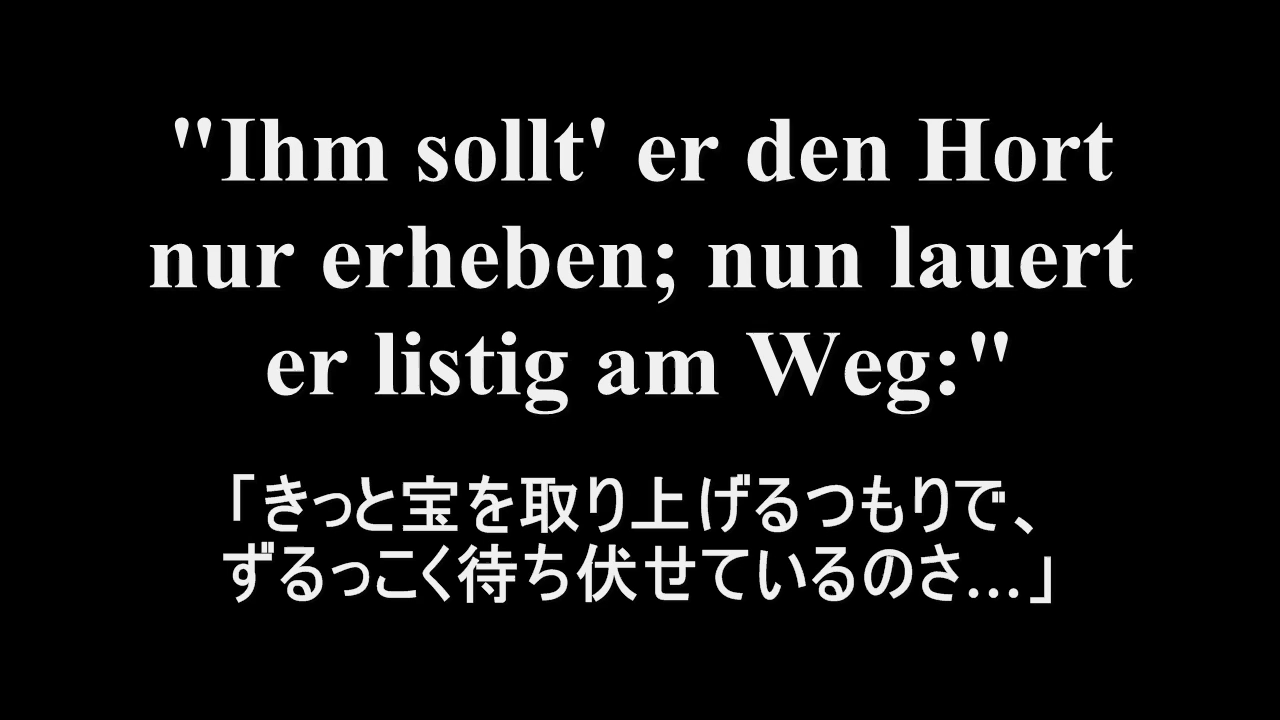 "Ihm sollt' er den Hort
nur erheben; nun lauert
er listig am Weg:"
「きっと宝を取り上げるつもりで、
ずるっこく待ち伏せているのさ...」